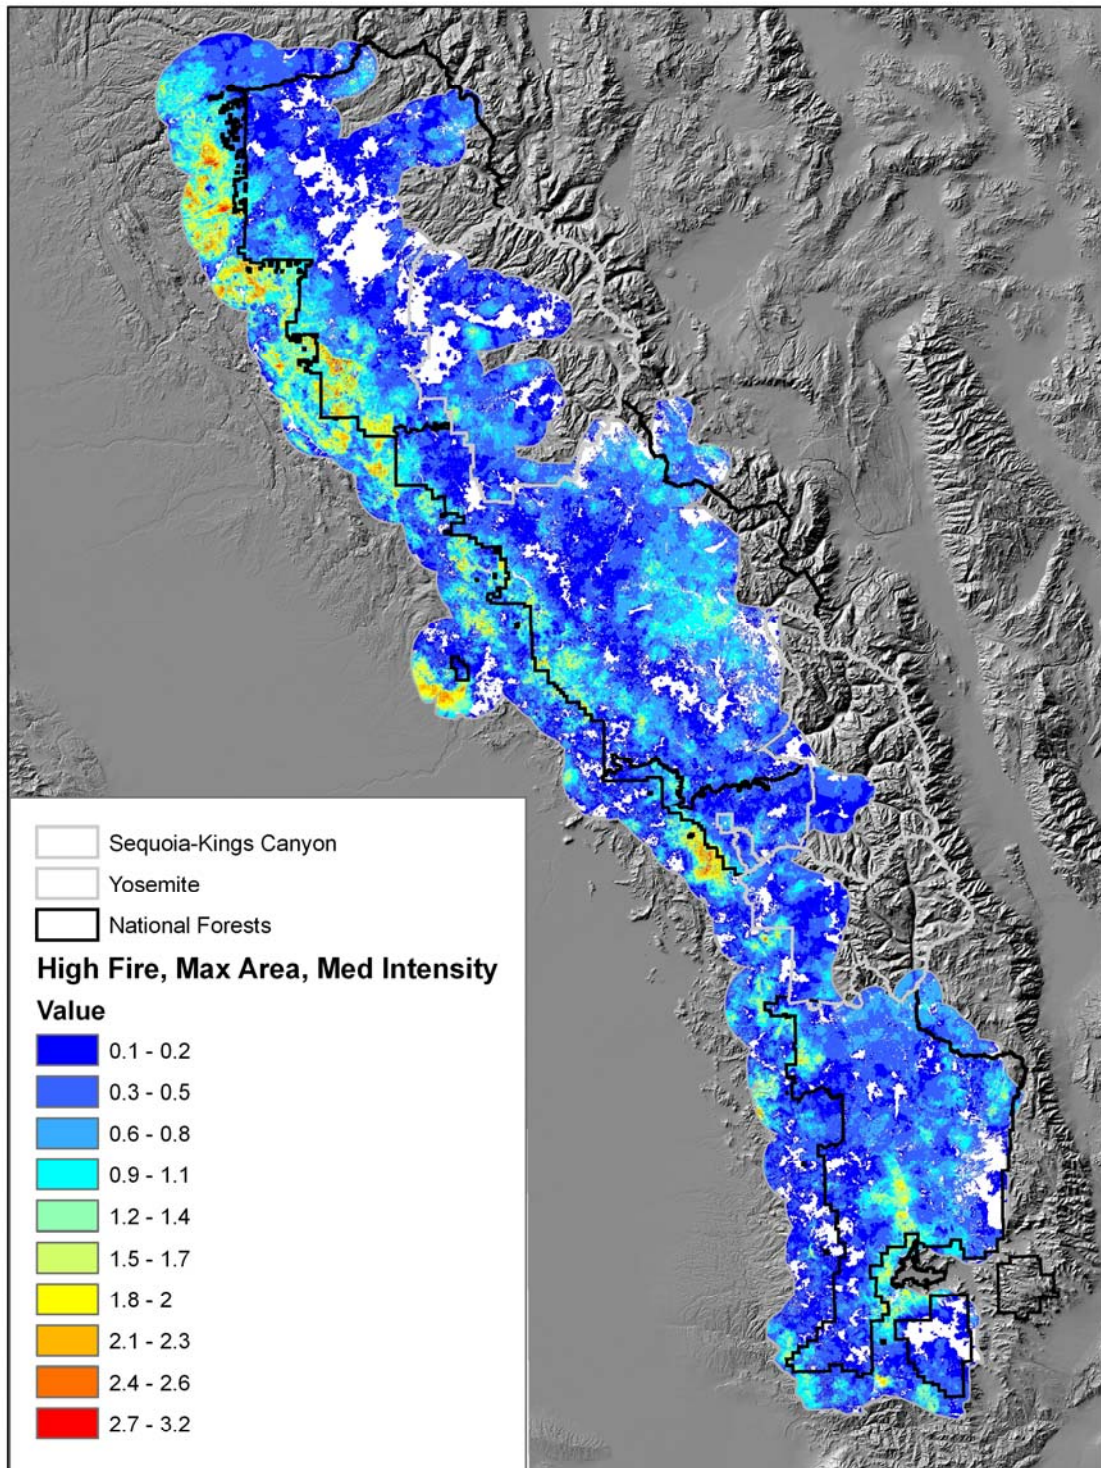 Sequoia-Kings Canyon
Yosemite
National Forests
High Fire, Max Area, Med Intensity
Value
0.1 - 0.2
0.3 - 0.5
0.6 - 0.8
0.9 - 1.1
1.2 - 1.4
1.5 - 1.7
1.8 - 2
2.1 - 2.3
2.4 - 2.6
2.7 - 3.2